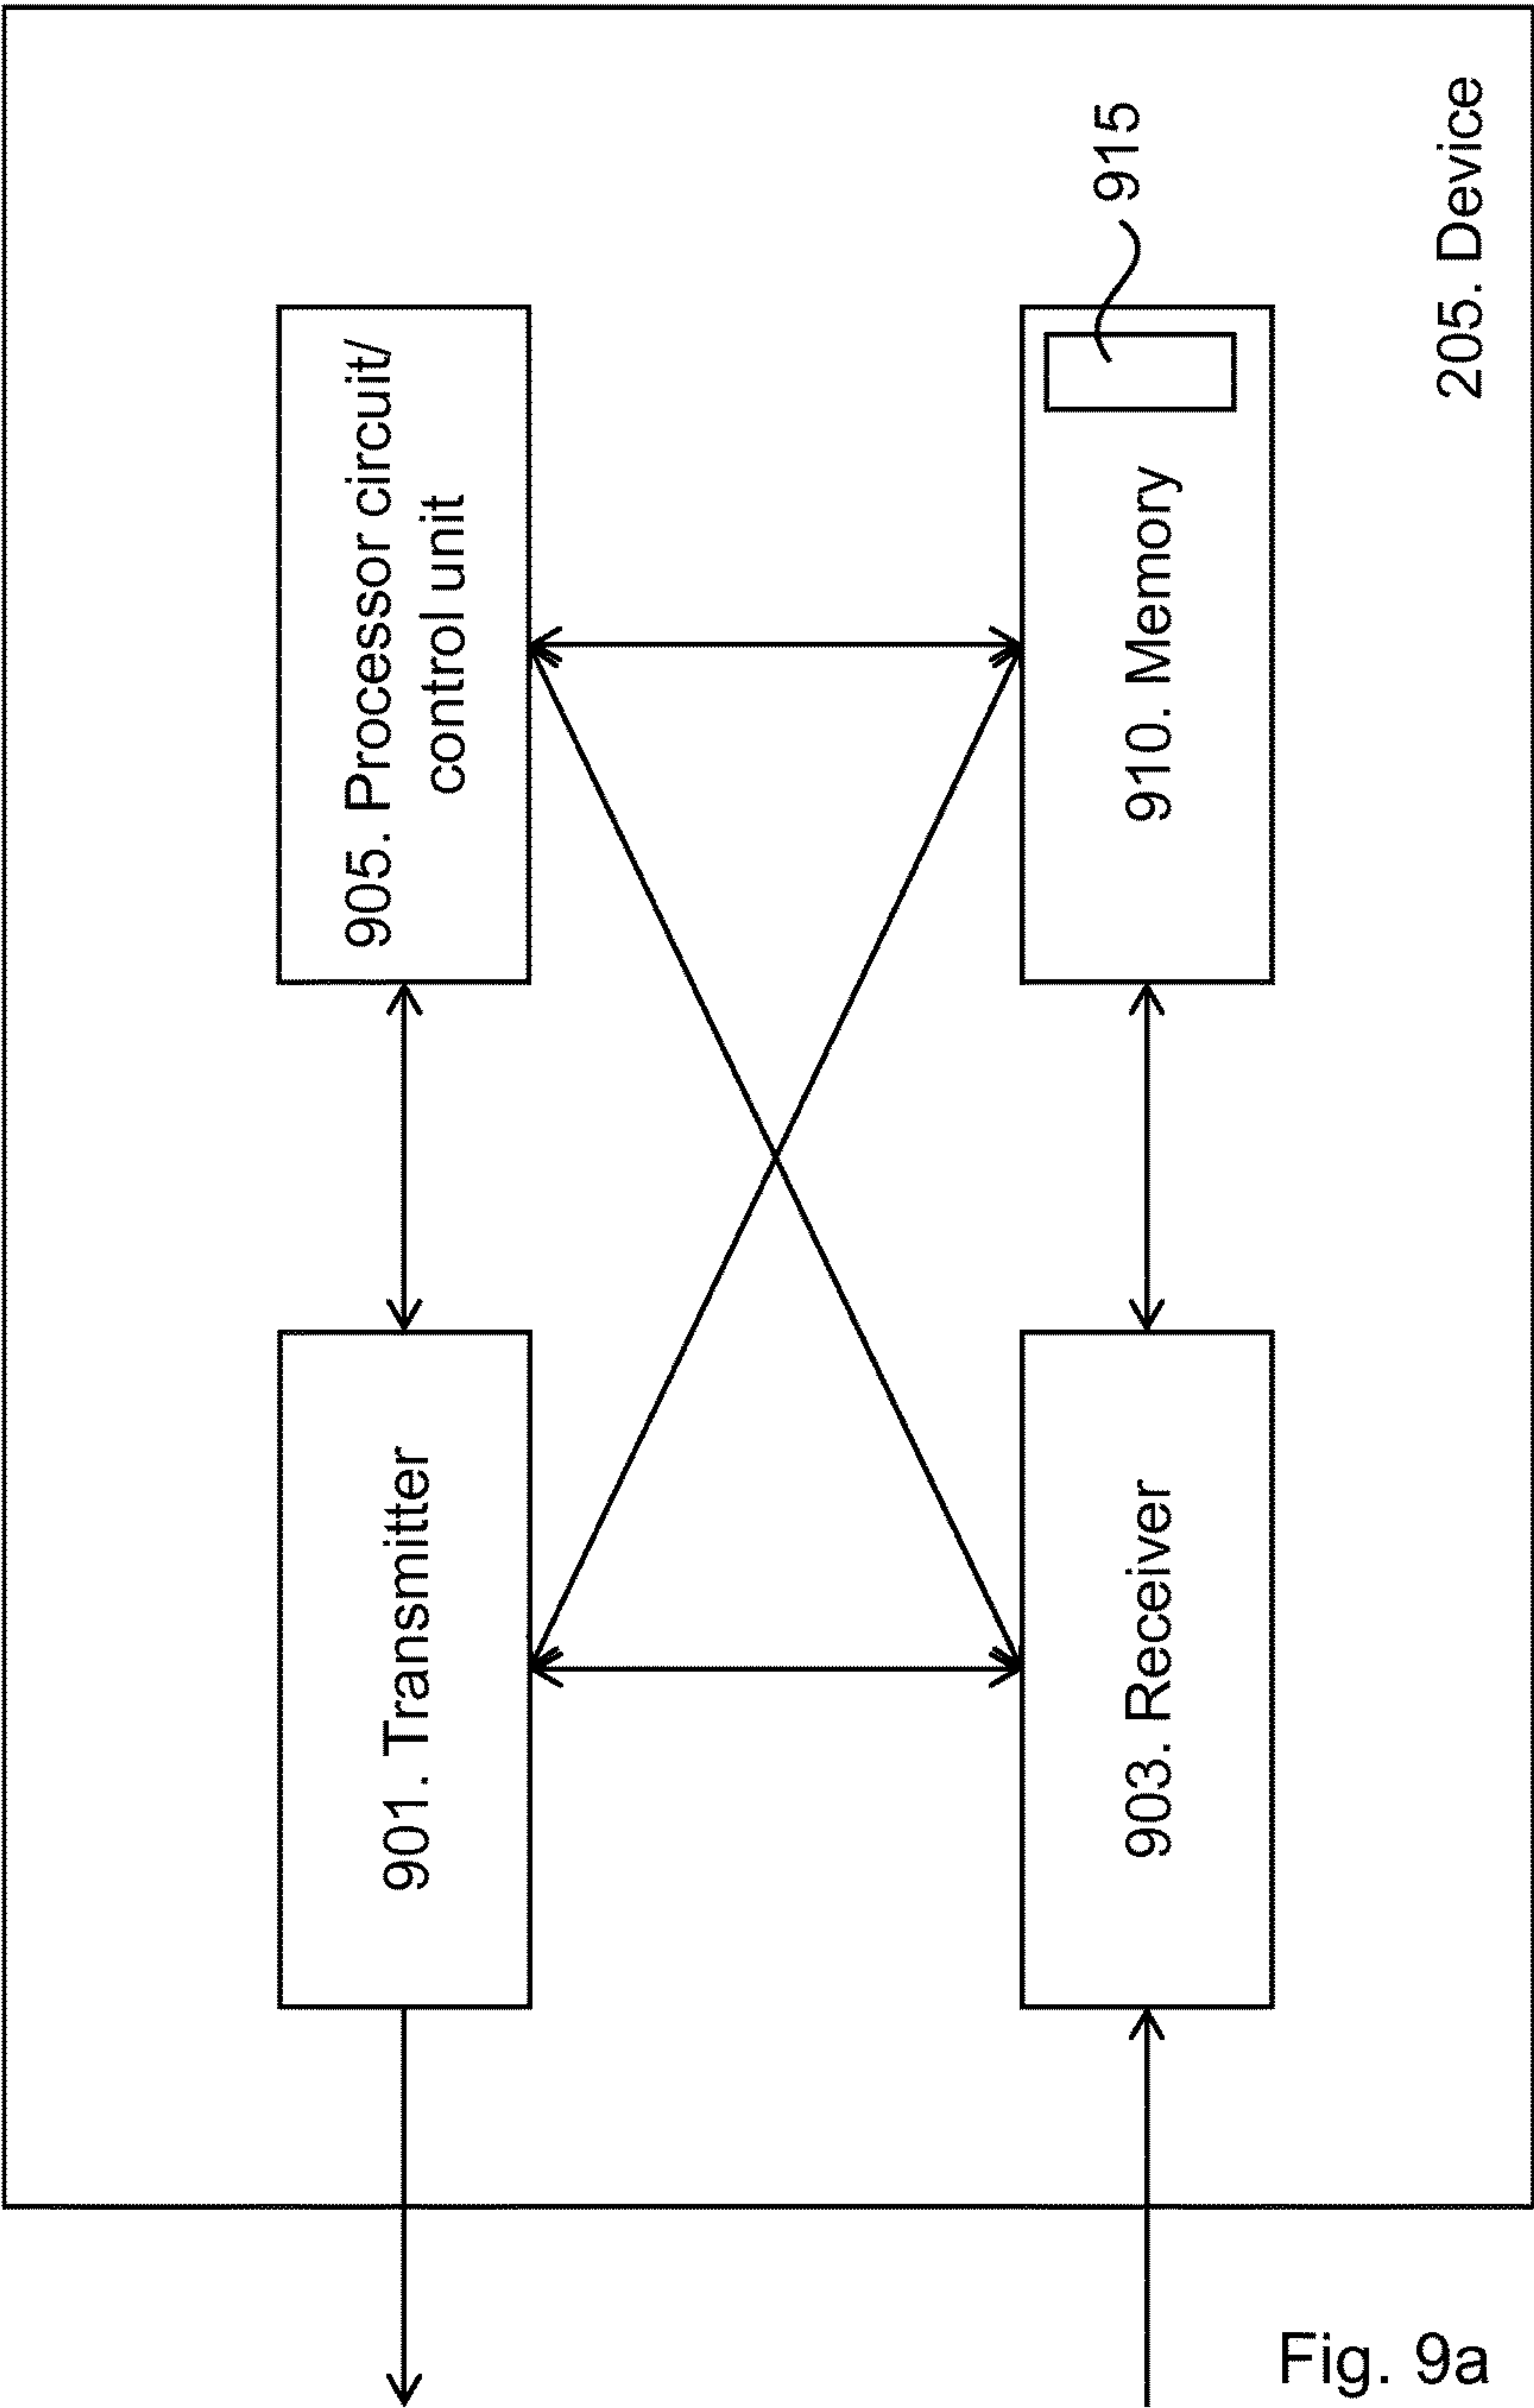 901. Transmitter
905. Processor circuit/
control unit
903. Receiver
910. Memory
915
205. Device
Fig. 9a